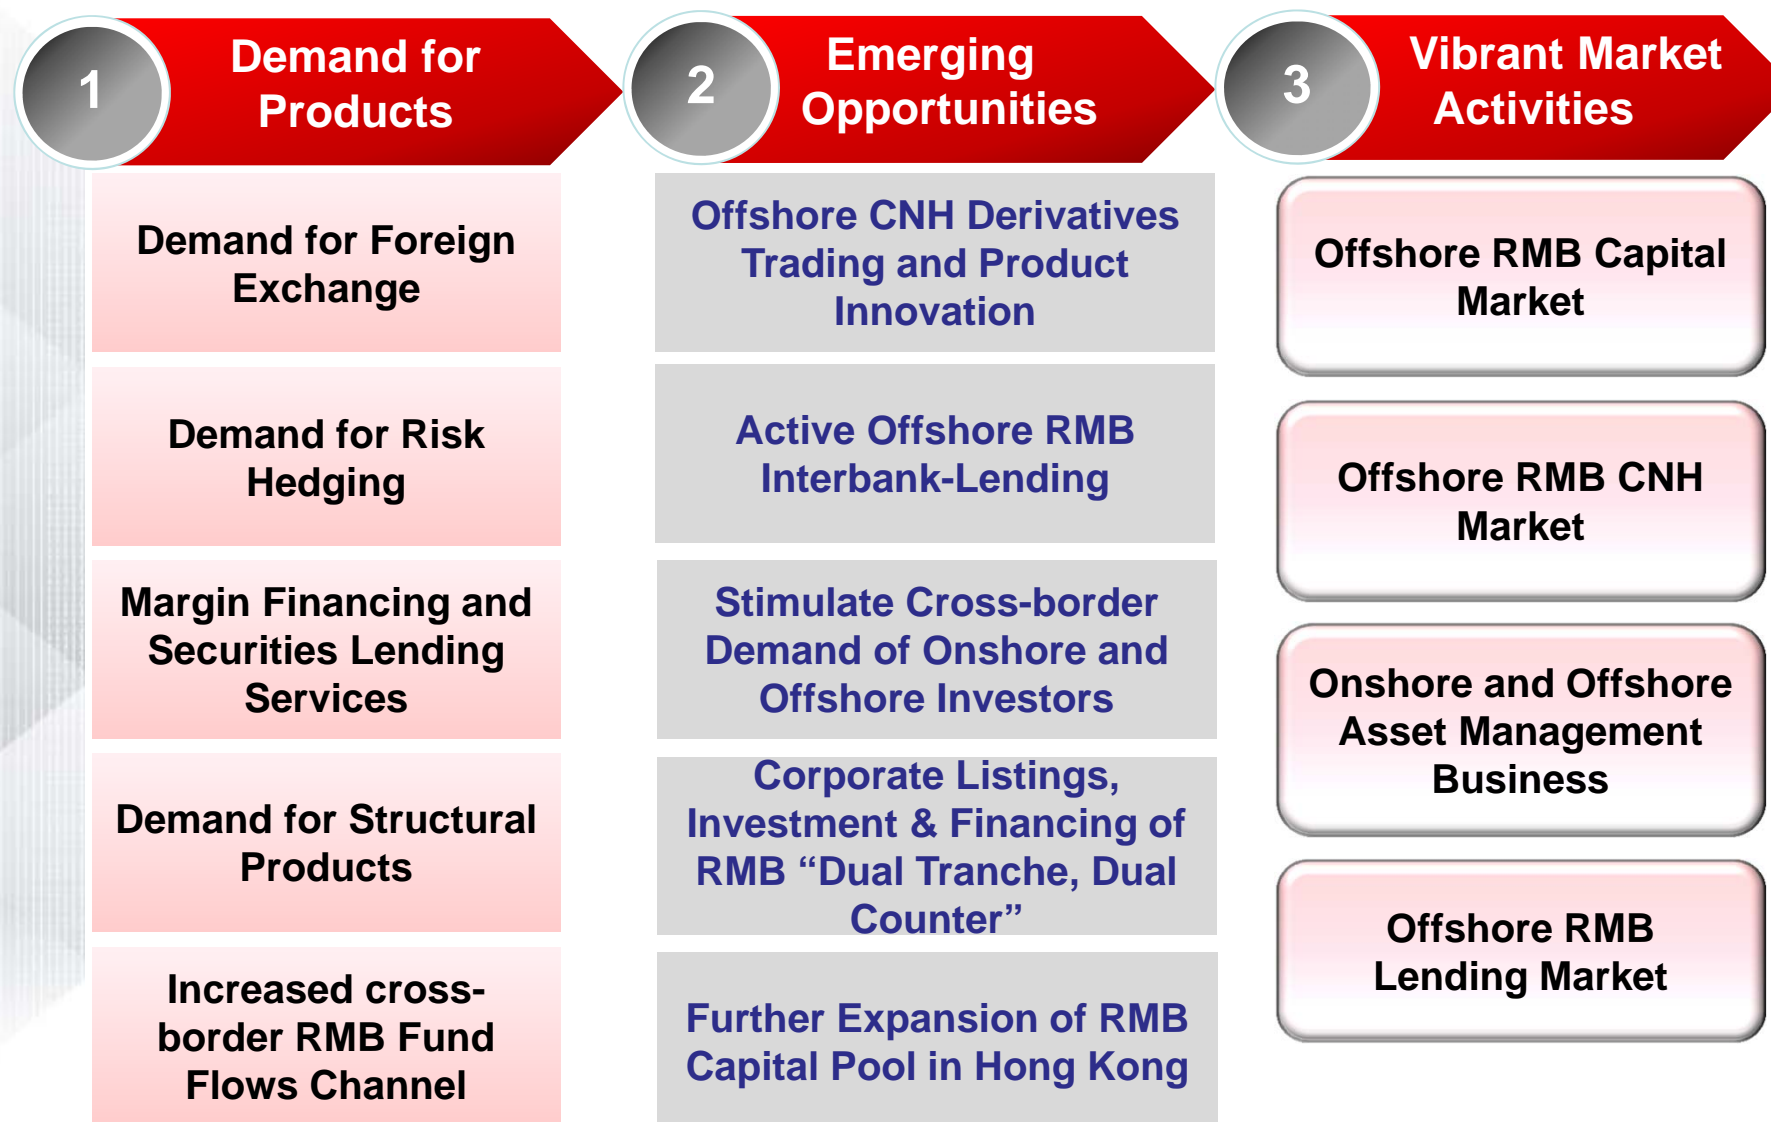 1
Demand for
Products
Demand for Foreign
Exchange
Demand for Risk
Hedging
Margin Financing and
Securities Lending
Services
Demand for Structural
Products
Increased cross-
border RMB Fund
Flows Channel
2
Emerging
Opportunities
Offshore CNH Derivatives
Trading and Product
Innovation
Active Offshore RMB
Interbank-Lending
Stimulate Cross-border
Demand of Onshore and
Offshore Investors
Corporate Listings,
Investment & Financing of
RMB “Dual Tranche, Dual
Counter”
Further Expansion of RMB
Capital Pool in Hong Kong
3
Vibrant Market
Activities
Offshore RMB Capital
Market
Offshore RMB CNH
Market
Onshore and Offshore
Asset Management
Business
Offshore RMB
Lending Market